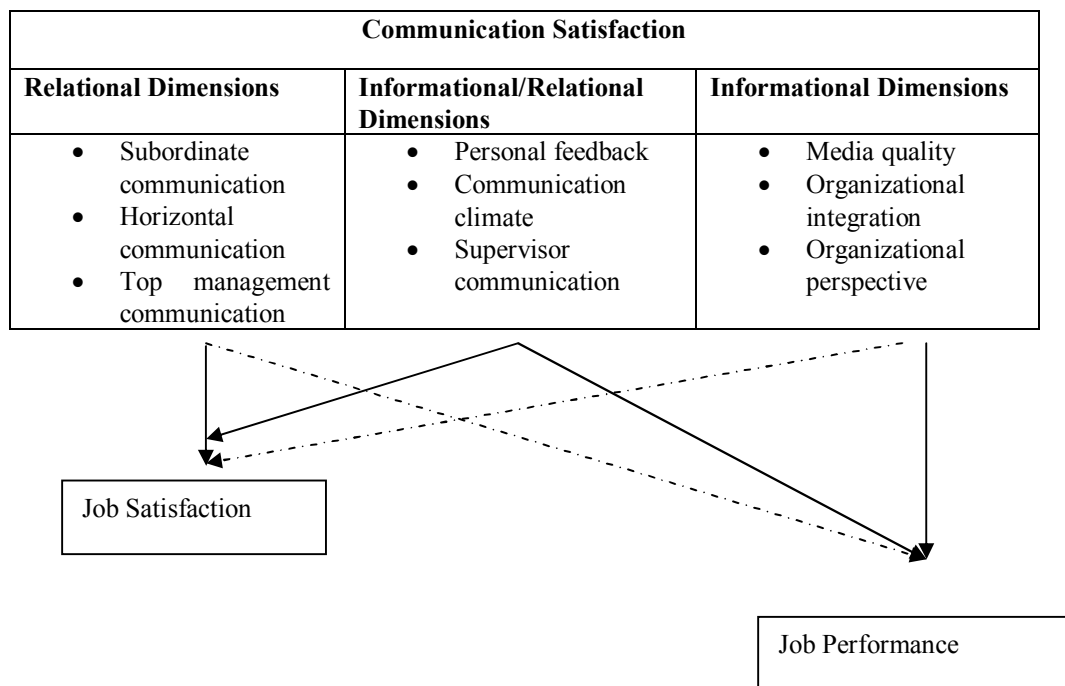 Communication Satisfaction
Relational Dimensions
Informational/Relational
Dimensions
Informational Dimensions
• Subordinate
communication
• Horizontal
communication
• Top management
communication
• Personal feedback
• Communication
climate
• Supervisor
communication
• Media quality
• Organizational
integration
• Organizational
perspective
Job Satisfaction
Job Performance